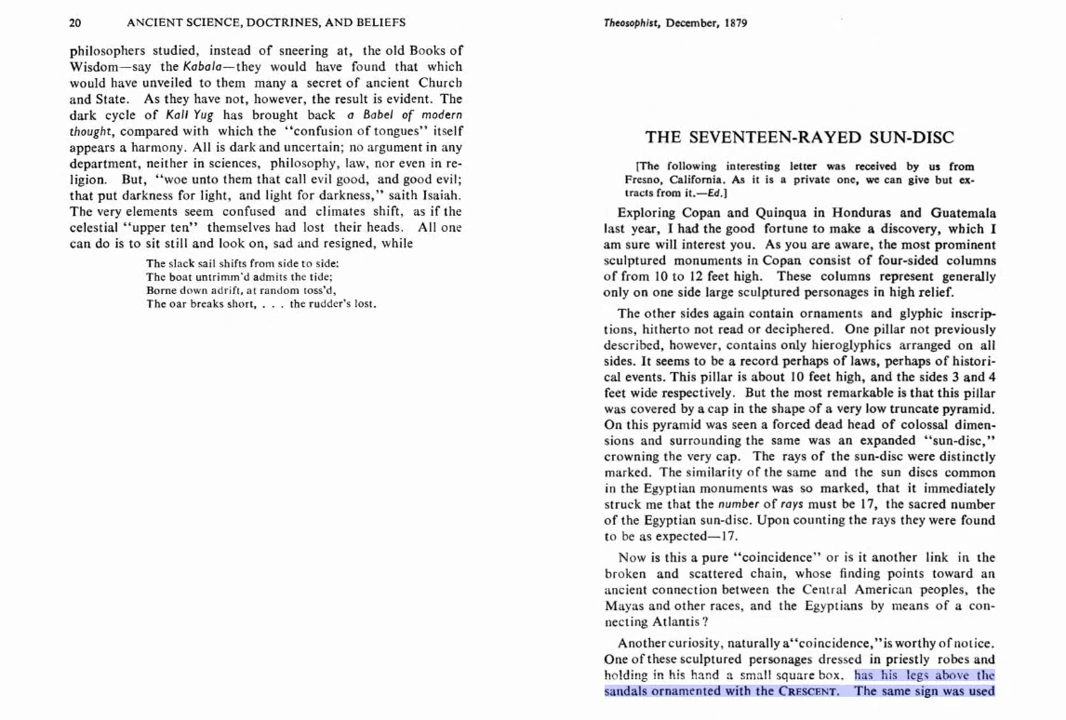 20 ANCIENT SCIENCE, DOCTRINES, AND BELIEFS
philosophers studied, instead of sneering at, the old Books of
Wisdom—say the Kabala—they would have found that which
would have unveiled to them many a secret of ancient Church
and State. As they have not, however, the result is evident. The
dark cycle of Kali Yug has brought back a Babel of modern
thought, compared with which the "confusion of tongues" itself
appears a harmony. All is dark and uncertain; no argument in any
department, neither in sciences, philosophy, law, nor even in re-
ligion. But, "woe unto them that call evil good, and good evil;
that put darkness for light, and light for darkness," saith Isaiah.
The very elements seem confused and climates shift, as if the
celestial "upper ten" themselves had lost their heads. All one
can do is to sit still and look on, sad and resigned, while
The slack sail shifts from side to side:
The boat untrimm'd admits the tide;
Borne down adrift, at random toss'd,
The oar breaks short, . . . the rudder's lost.
Theosophist, December, 1879
THE SEVENTEEN-RAYED SUN-DISC
[The following interesting letter was received by us from
Fresno, California. As it is a private one, we can give but ex-
tracts from it.—Ed.]
Exploring Copan and Quinqua in Honduras and Guatemala
last year, I had the good fortune to make a discovery, which I
am sure will interest you. As you are aware, the most prominent
sculptured monuments in Copan consist of four-sided columns
of from 10 to 12 feet high. These columns represent generally
only on one side large sculptured personages in high relief.
The other sides again contain ornaments and glyphic inscrip-
tions, hitherto not read or deciphered. One pillar not previously
described, however, contains only hieroglyphics arranged on all
sides. It seems to be a record perhaps of laws, perhaps of histori-
cal events. This pillar is about 10 feet high, and the sides 3 and 4
feet wide respectively. But the most remarkable is that this pillar
was covered by a cap in the shape of a very low truncate pyramid.
On this pyramid was seen a forced dead head of colossal dimen-
sions and surrounding the same was an expanded "sun-disc,"
crowning the very cap. The rays of the sun-disc were distinctly
marked. The similarity of the same and the sun discs common
in the Egyptian monuments was so marked, that it immediately
struck me that the number of rays must be 17, the sacred number
of the Egyptian sun-disc. Upon counting the rays they were found
to be as expected—17.
Now is this a pure "coincidence" or is it another link in the
broken and scattered chain, whose finding points toward an
ancient connection between the Central American peoples, the
Mayas and other races, and the Egyptians by means of a con-
necting Atlantis?
Another curiosity, naturally a "coincidence," is worthy of notice.
One of these sculptured personages dressed in priestly robes and
holding in his hand a small square box, has his legs above the
sandals ornamented with the CRESCENT. The same sign was used